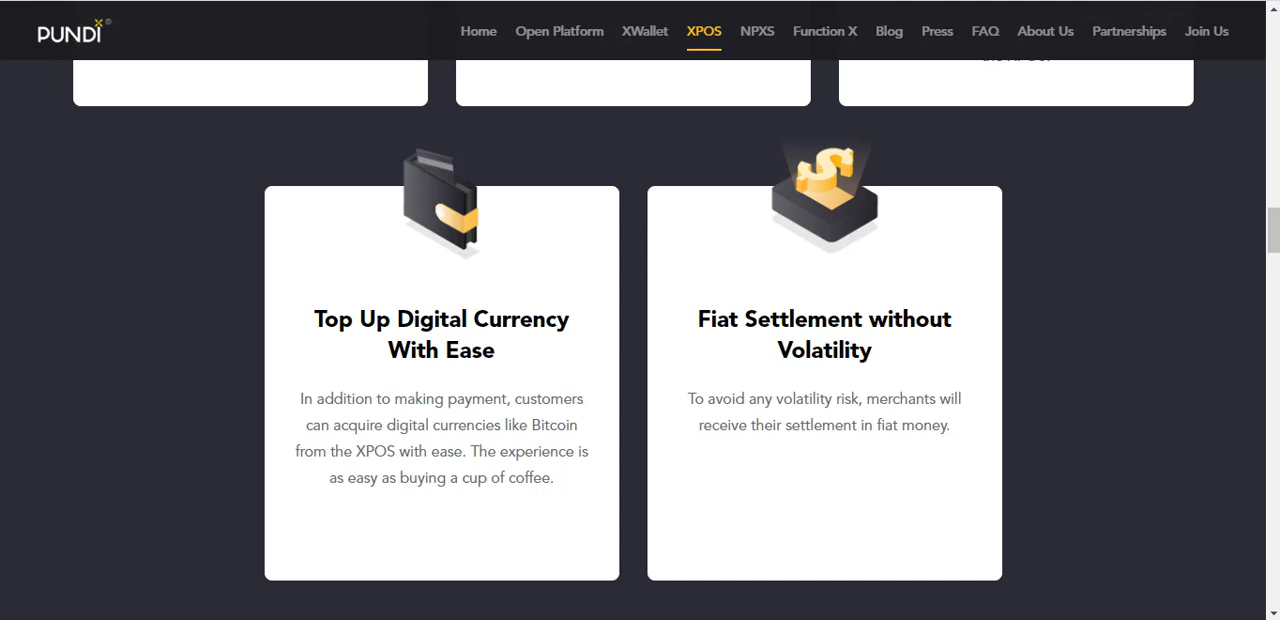 PUNDI X
Home Open Platform XWallet XPOS NPXS Function X Blog Press FAQ About Us Partnerships Join Us
Top Up Digital Currency
With Ease
In addition to making payment, customers
can acquire digital currencies like Bitcoin
from the XPOS with ease. The experience is
as easy as buying a cup of coffee.
Fiat Settlement without
Volatility
To avoid any volatility risk, merchants will
receive their settlement in fiat money.